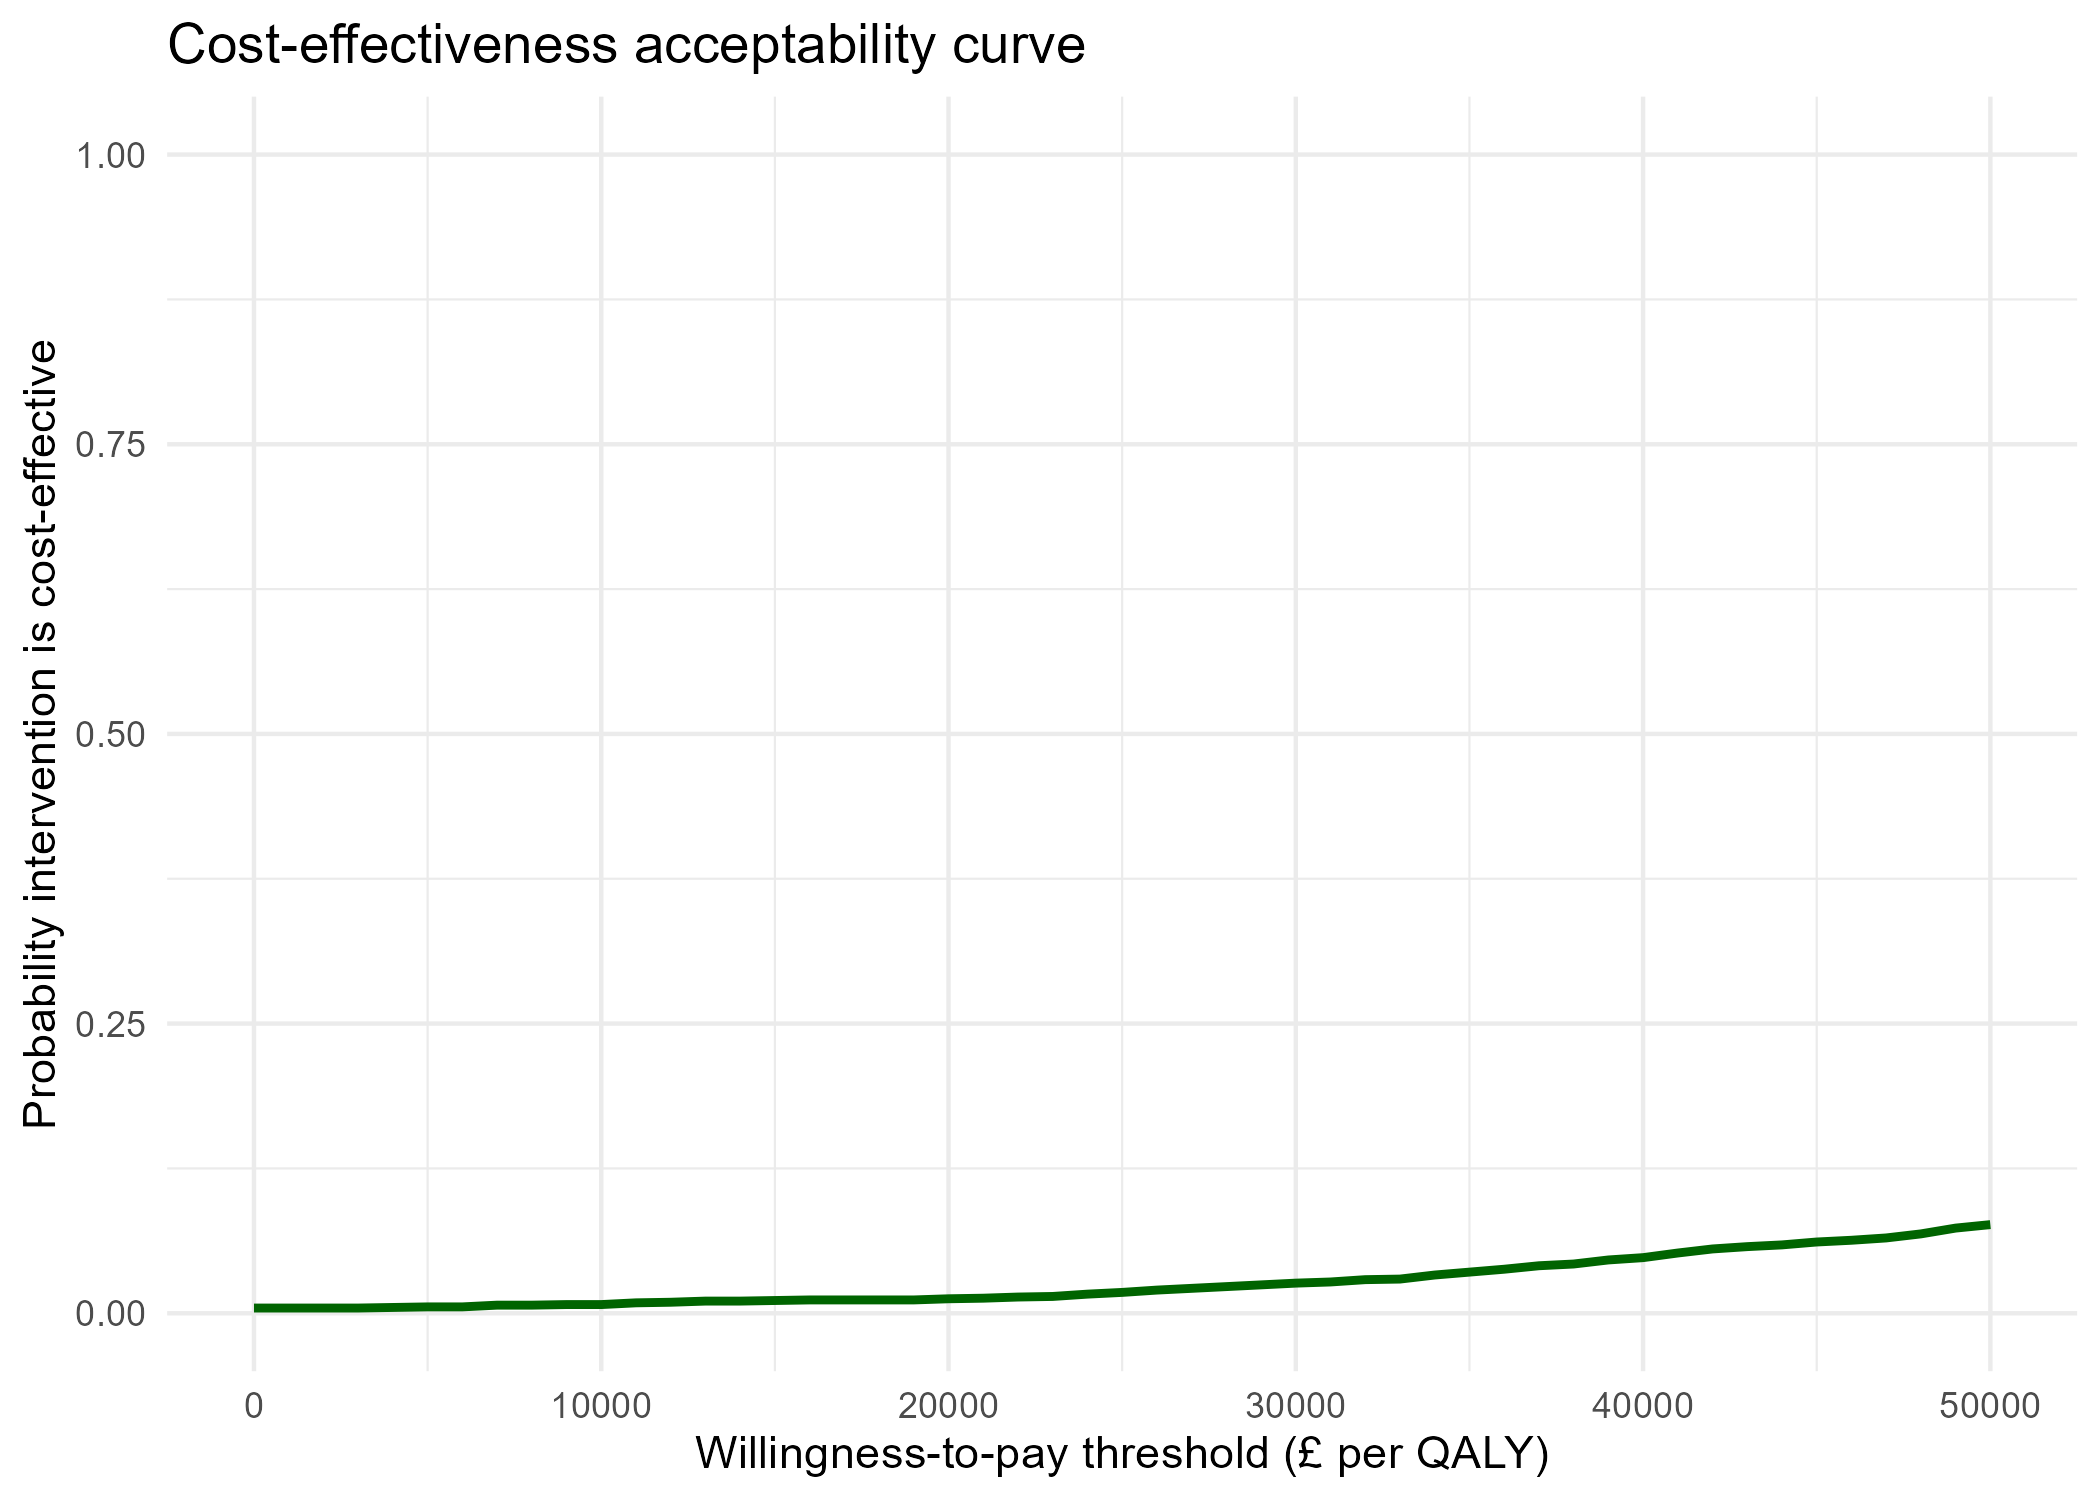 Cost-effectiveness acceptability curve
Probability intervention is cost-effective
1.00
0.75
0.50
0.25
0.00
0 10000 20000 30000 40000 50000
Willingness-to-pay threshold (£ per QALY)